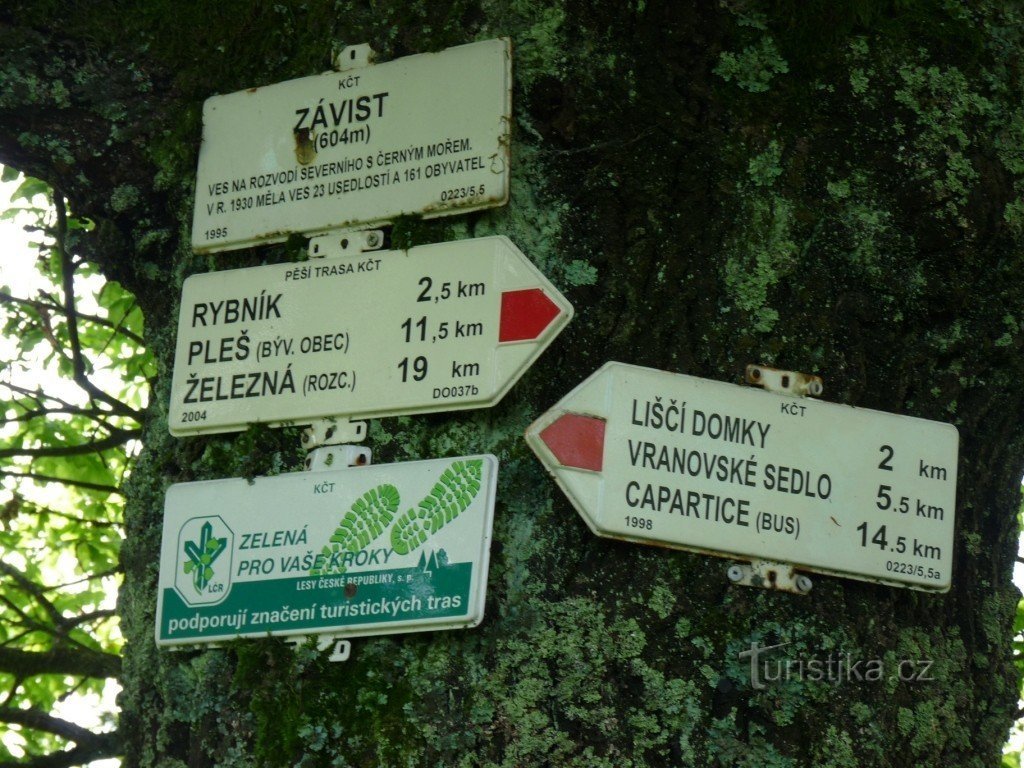 KČT
ZÁVIST
(604m)
VES NA ROZVODÍ SEVERNÍHO S ČERNÝM MOŘEM.
V R. 1930 MĚLA VES 23 USEDLOSTÍ A 161 OBYVATEL
1995 0223/5,5
PĚŠÍ TRASA KČT
RYBNÍK 2,5 km
PLEŠ (BÝV. OBEC) 11,5 km
ŽELEZNÁ (ROZC.) 19 km
2004 DO037b
KČT
LIŠČÍ DOMKY 2 km
VRANOVSKÉ SEDLO 5.5 km
CAPARTICE (BUS) 14.5 km
1998 0223/5,5a
KČT
ZELENÁ
PRO VAŠE KROKY
LČR
LESY ČESKÉ REPUBLIKY, s.p.
podporují značení turistických tras
Turistika.cz